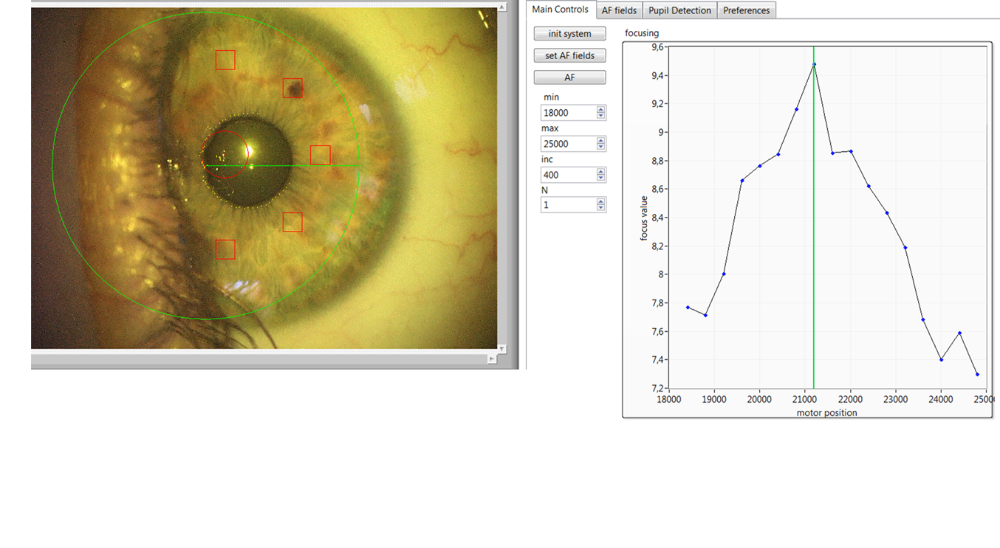 Main Controls AF fields Pupil Detection Preferences
init system
set AF fields
AF
min
18000
max
25000
inc
400
N
1
focusing
9,6
9,4
9,2
9
8,8
8,6
8,4
8,2
8
7,8
7,6
7,4
7,2
focus value
18000 19000 20000 21000 22000 23000 24000 25000
motor position